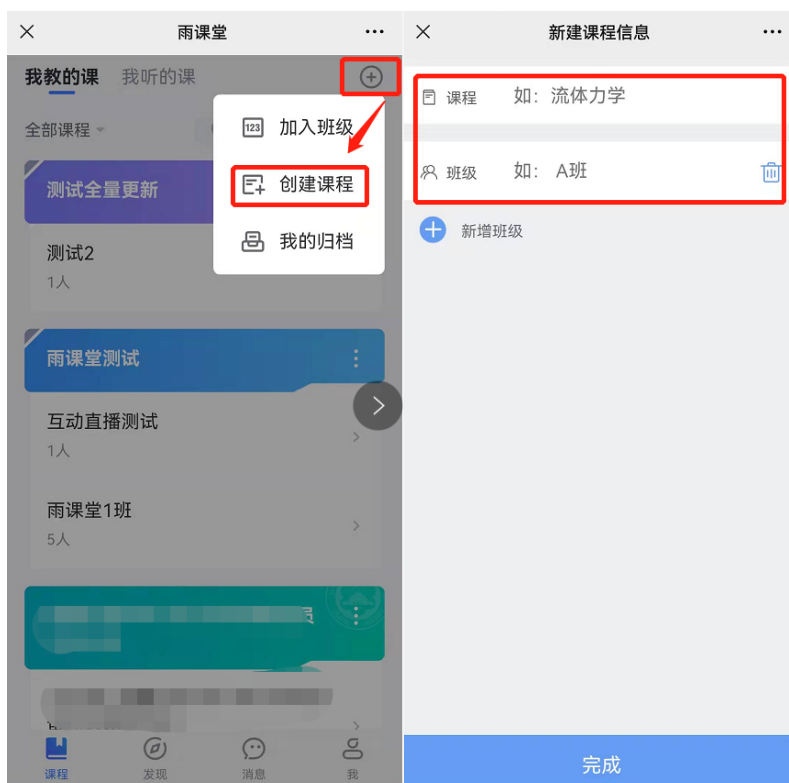 雨课堂
我教的课 我听的课
全部课程
加入班级
创建课程
我的归档
测试全量更新
测试2
1人
雨课堂测试
互动直播测试
1人
雨课堂1班
5人
员
课程
发现
消息
我
新建课程信息
课程 如：流体力学
班级 如： A班
新增班级
完成